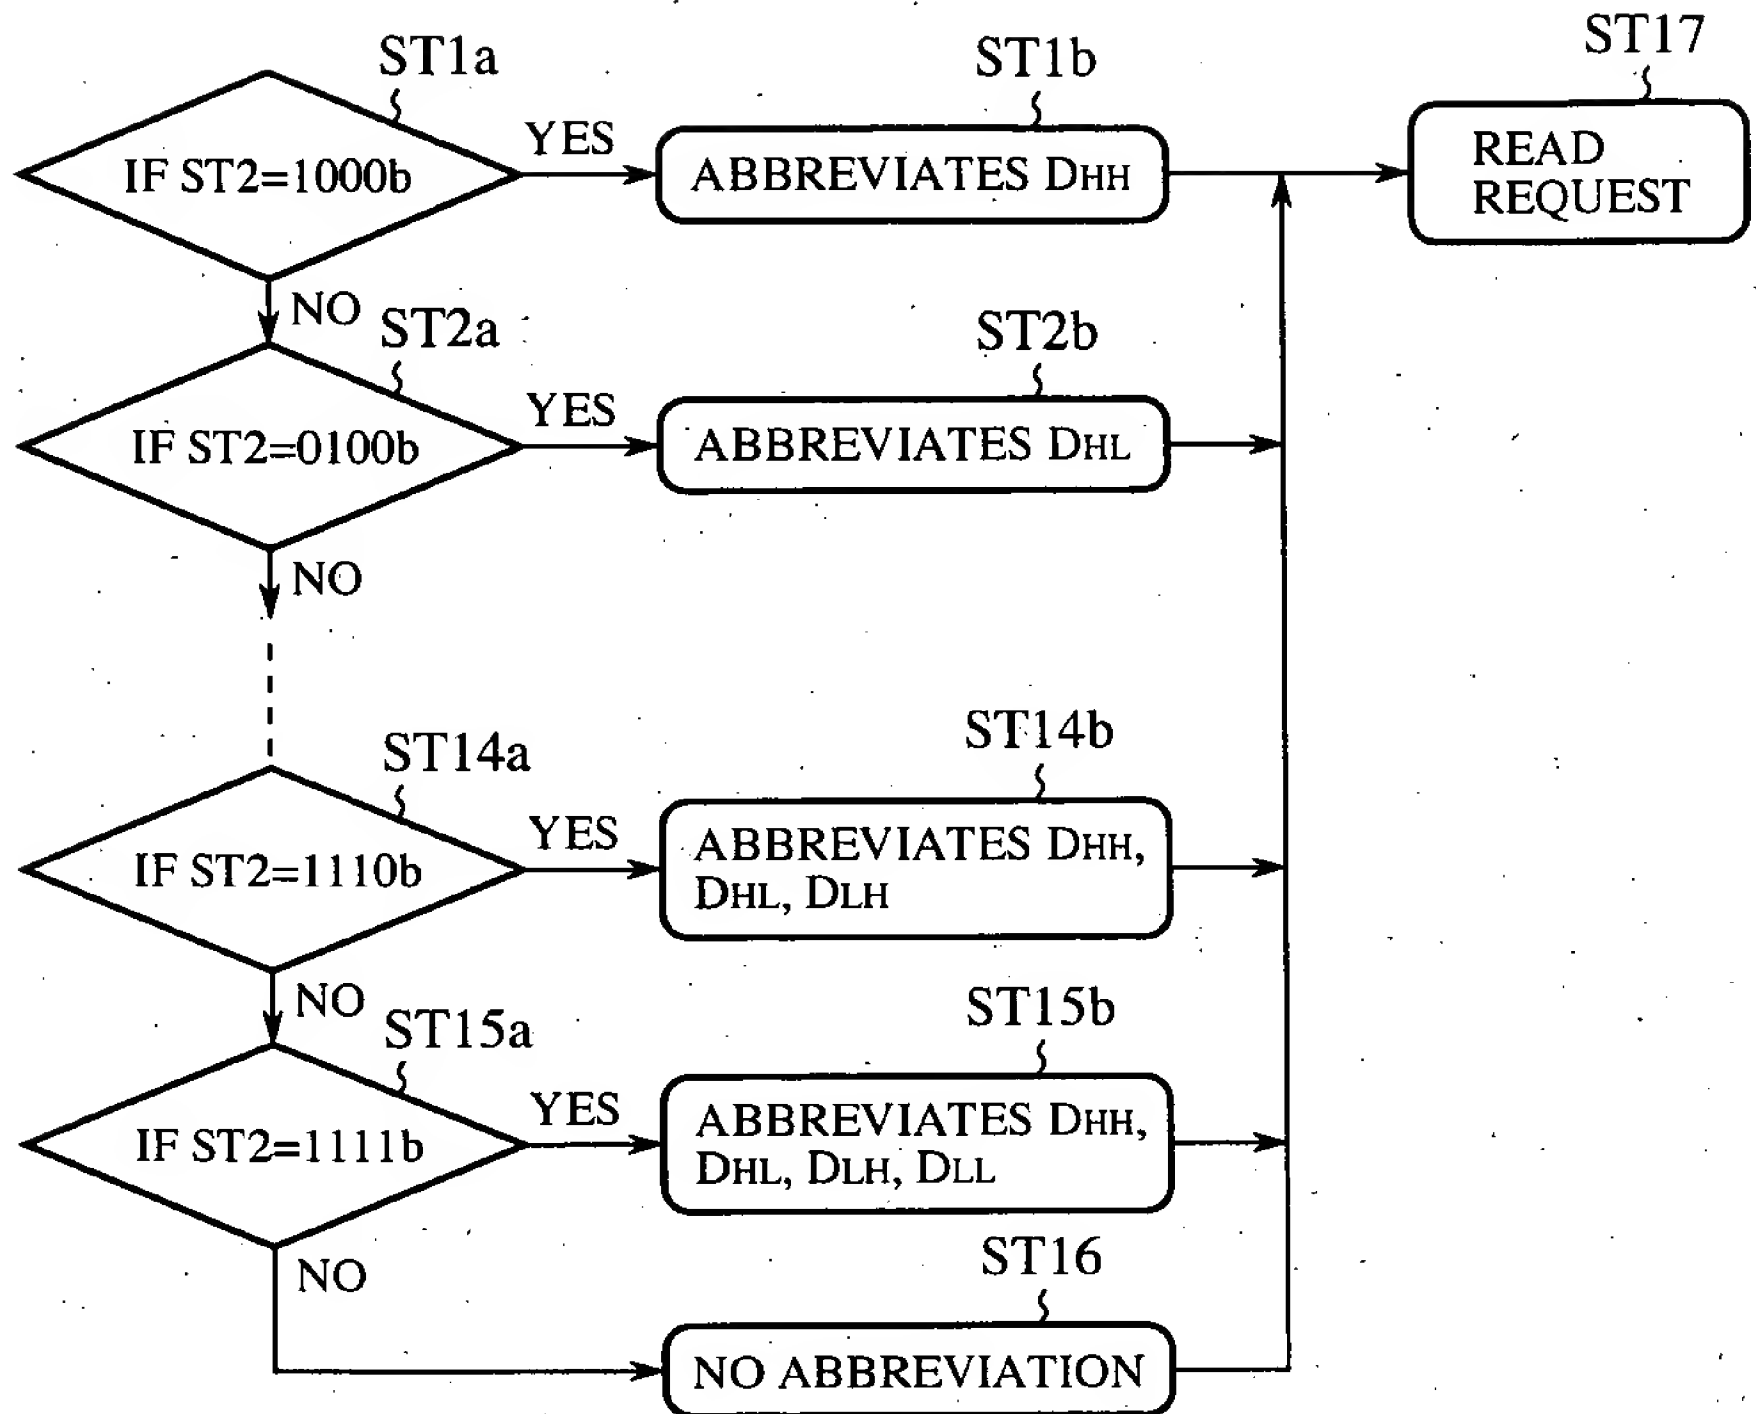 ST1a
ST1b
ST17
IF ST2=1000b
YES
ABBREVIATES DHH
READ
REQUEST
NO
ST2a
ST2b
IF ST2=0100b
YES
ABBREVIATES DHL
NO
ST14a
ST14b
IF ST2=1110b
YES
ABBREVIATES DHH,
DHL, DLH
NO
ST15a
ST15b
IF ST2=1111b
YES
ABBREVIATES DHH,
DHL, DLH, DLL
NO
ST16
NO ABBREVIATION